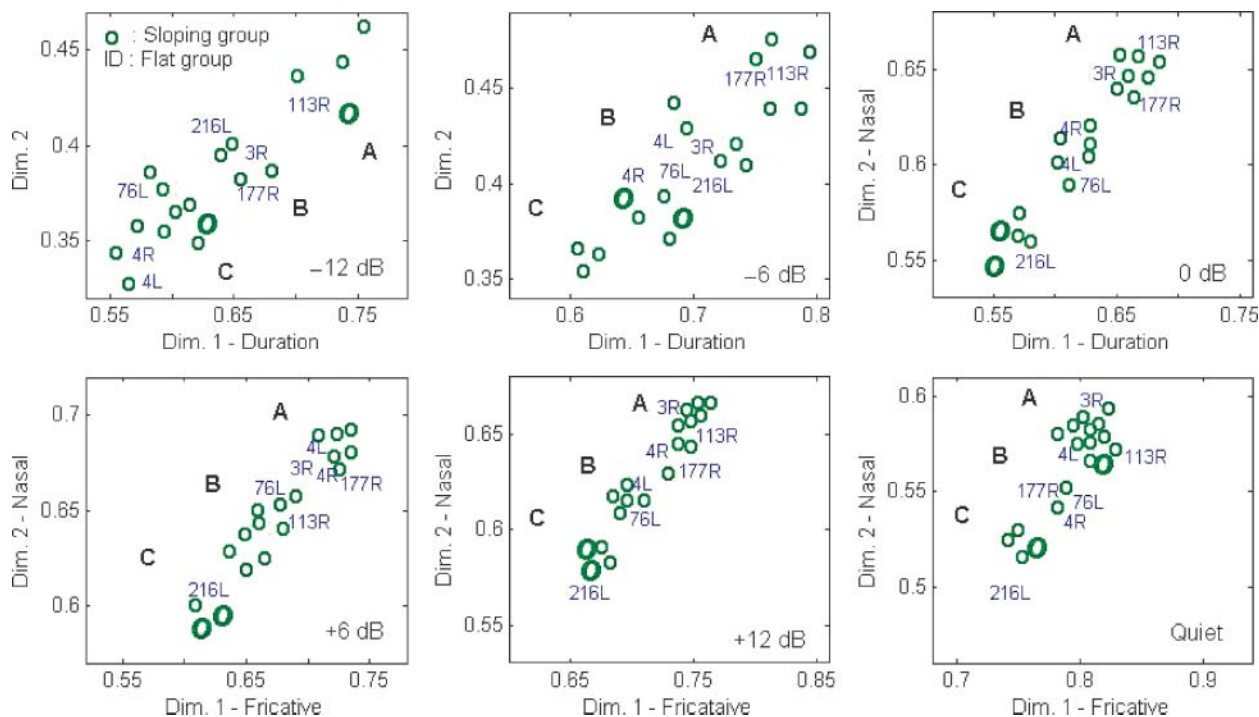 O : Sloping group
ID : Flat group
A
B
C
113R
216L
3R
76L
177R
4R
4L
−12 dB
0.45
0.4
0.35
Dim. 2
0.55
0.65
0.75
Dim. 1 - Duration
A
B
C
177R
113R
4L
3R
4R
76L
216L
−6 dB
0.45
0.4
0.35
Dim. 2
0.6
0.7
0.8
Dim. 1 - Duration
A
B
C
113R
3R
177R
4R
4L
76L
216L
0 dB
0.65
0.6
0.55
Dim. 2 - Nasal
0.55
0.65
0.75
Dim. 1 - Duration
A
B
C
4L
3R
4R
177R
76L
113R
216L
+6 dB
0.7
0.65
0.6
Dim. 2 - Nasal
0.55
0.65
0.75
Dim. 1 - Fricative
A
B
C
3R
113R
4R
177R
4L
76L
216L
+12 dB
0.65
0.6
0.55
Dim. 2 - Nasal
0.65
0.75
0.85
Dim. 1 - Fricataive
A
B
C
3R
4L
113R
177R
76L
4R
216L
Quiet
0.6
0.55
0.5
Dim. 2 - Nasal
0.7
0.8
0.9
Dim. 1 - Fricative